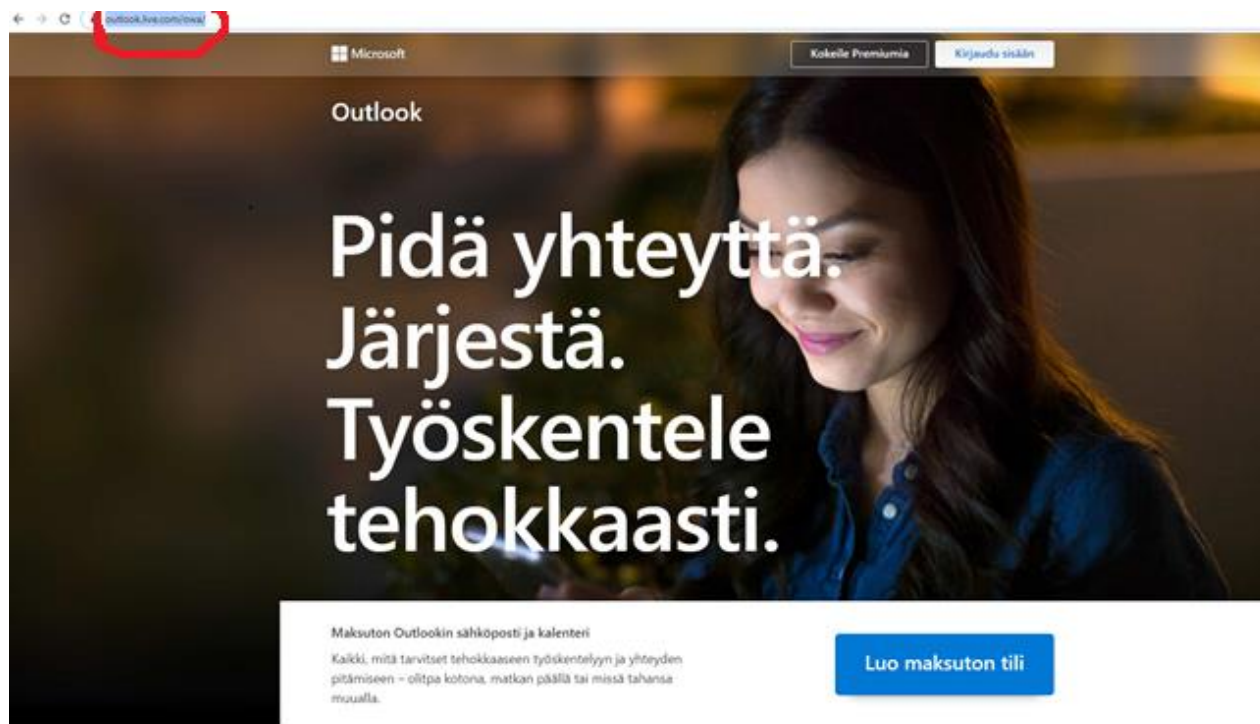 outlook.live.com/owa/
Microsoft
Kokeile Premiumia
Kirjaudu sisään
Outlook
Pidä yhteyttä.
Järjestä.
Työskentele
tehokkaasti.
Maksuton Outlookin sähköposti ja kalenteri
Kaikki, mitä tarvitset tehokkaaseen työskentelyyn ja yhteyden
pitämiseen – olitpa kotona, matkan päällä tai missä tahansa
muualla.
Luo maksuton tili